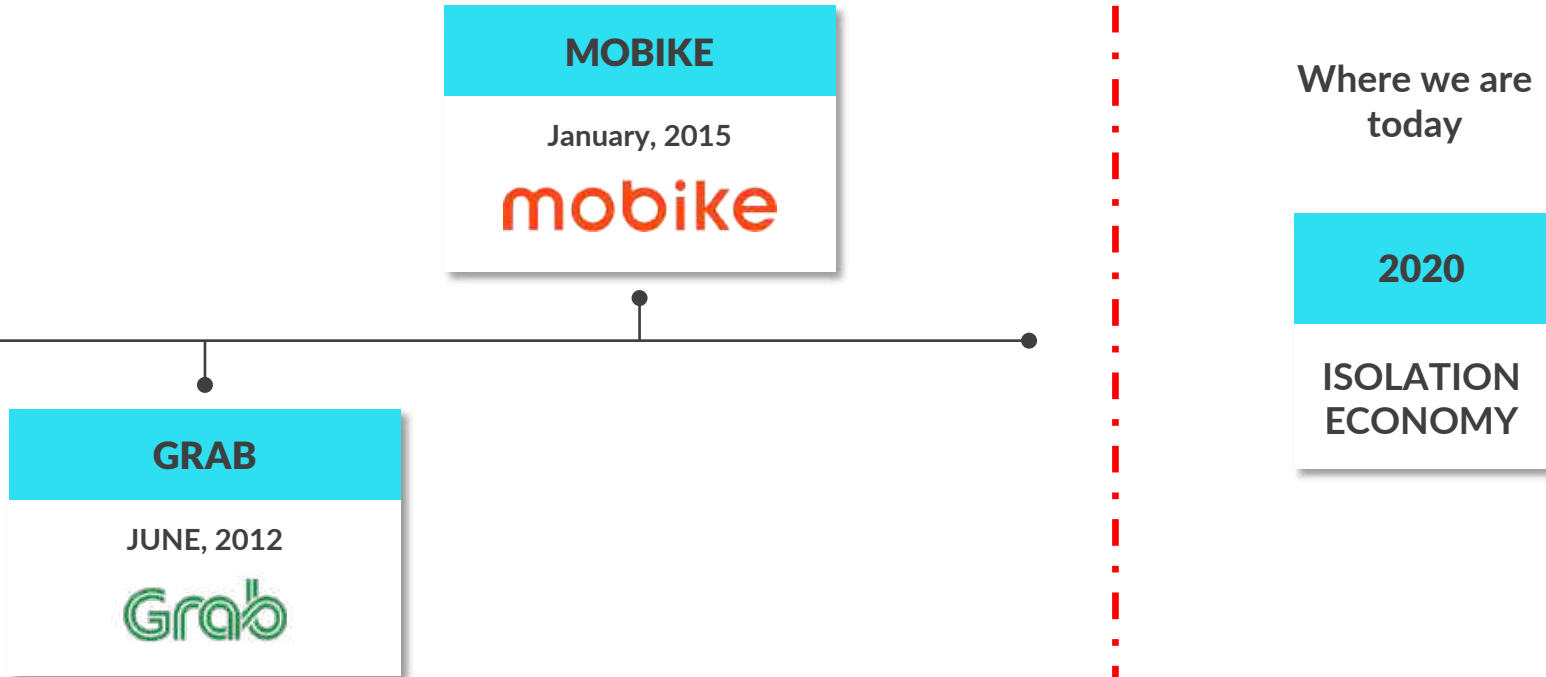 MOBIKE
January, 2015
mobike
GRAB
JUNE, 2012
Grab
Where we are
today
2020
ISOLATION
ECONOMY